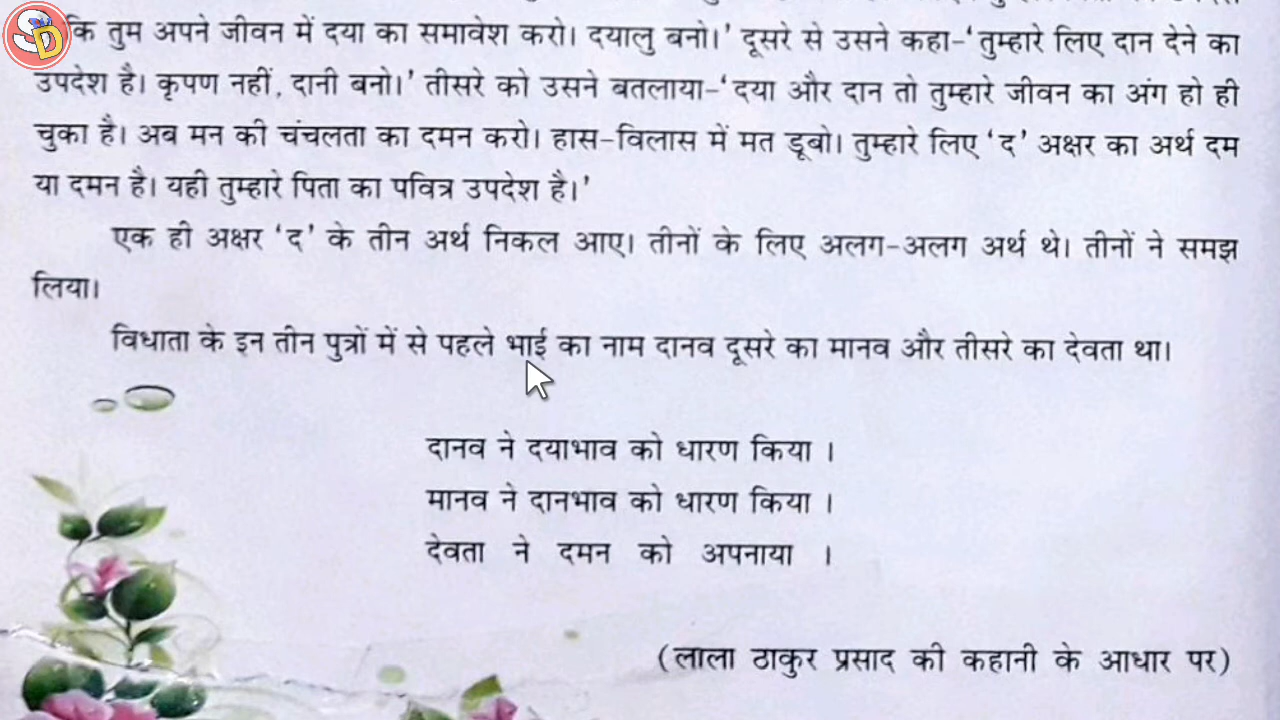 SD
कि तुम अपने जीवन में दया का समावेश करो। दयालु बनो।' दूसरे से उसने कहा-'तुम्हारे लिए दान देने का
उपदेश है। कृपण नहीं, दानी बनो।' तीसरे को उसने बतलाया-'दया और दान तो तुम्हारे जीवन का अंग हो ही
चुका है। अब मन की चंचलता का दमन करो। हास-विलास में मत डूबो। तुम्हारे लिए 'द' अक्षर का अर्थ दम
या दमन है। यही तुम्हारे पिता का पवित्र उपदेश है।'
एक ही अक्षर 'द' के तीन अर्थ निकल आए। तीनों के लिए अलग-अलग अर्थ थे। तीनों ने समझ
लिया।
विधाता के इन तीन पुत्रों में से पहले भाई का नाम दानव दूसरे का मानव और तीसरे का देवता था।
दानव ने दयाभाव को धारण किया ।
मानव ने दानभाव को धारण किया ।
देवता ने दमन को अपनाया ।
(लाला ठाकुर प्रसाद की कहानी के आधार पर)